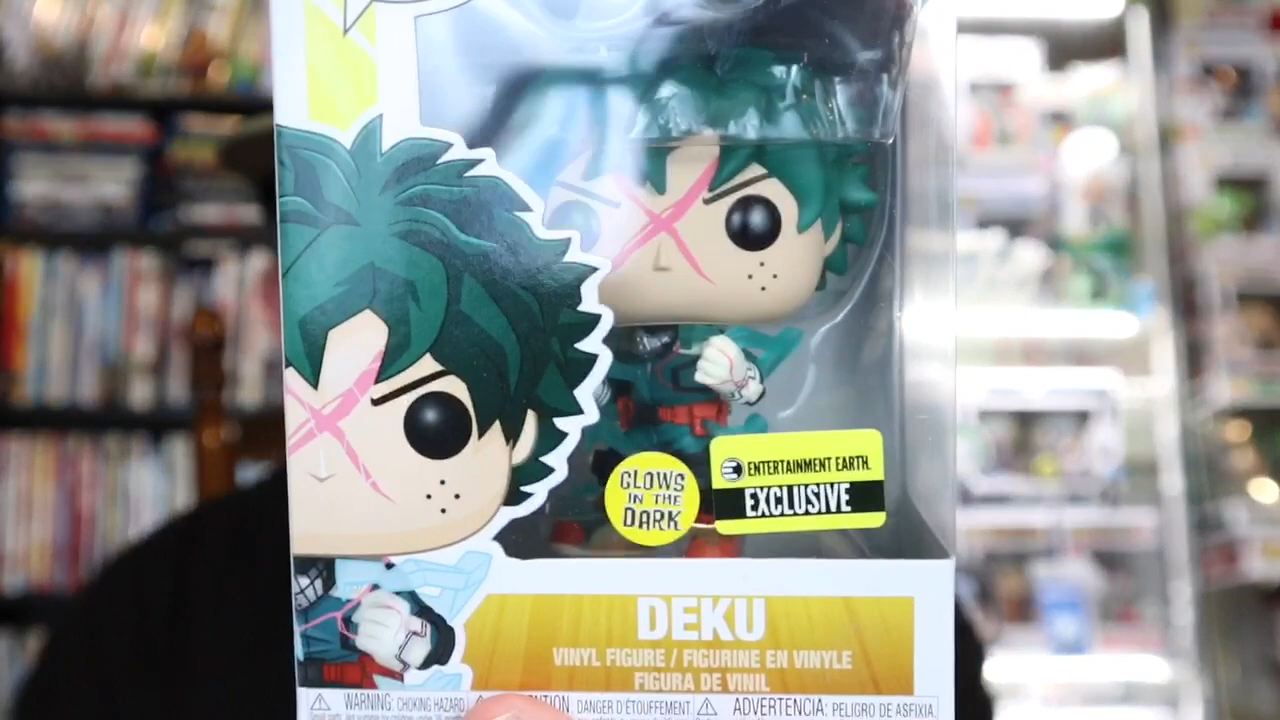 GLOWS
IN THE
DARK
ENTERTAINMENT EARTH.
EXCLUSIVE
DEKU
VINYL FIGURE / FIGURINE EN VINYLE
FIGURA DE VINIL
WARNING: CHOKING HAZARD
DANGER D'ÉTOUFFEMENT.
ADVERTENCIA: PELIGRO DE ASFIXIA.